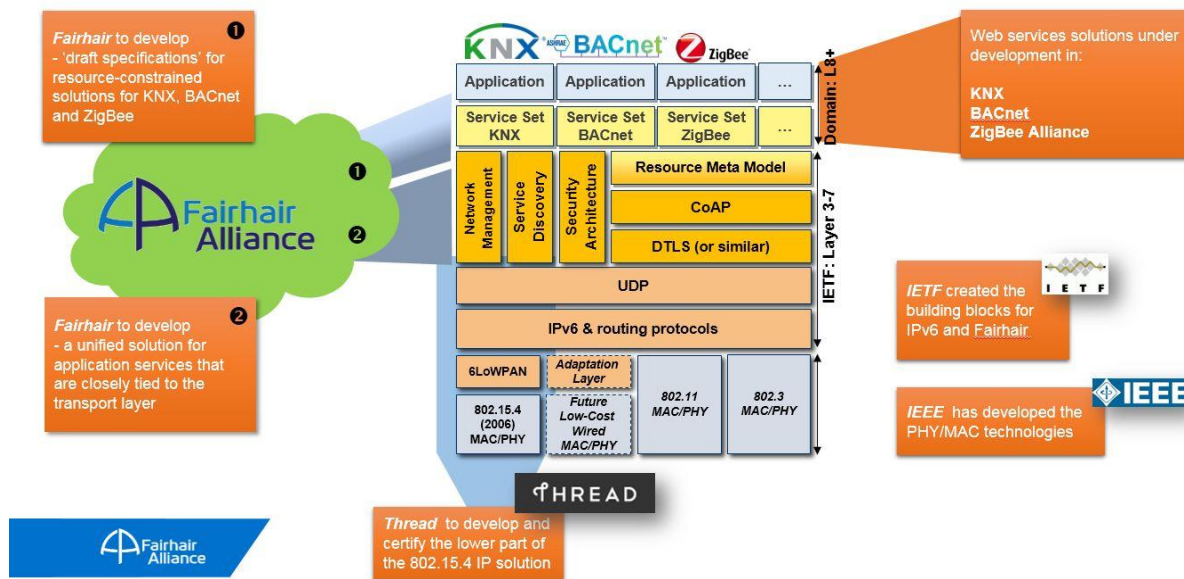 Fairhair to develop
- 'draft specifications' for
resource-constrained
solutions for KNX, BACnet
and ZigBee
1
KNX
ASHRAE BACnet™
ZigBee
Application
Application
Application
...
Service Set
KNX
Service Set
BACnet
Service Set
ZigBee
...
Domain: L8+
Web services solutions under
development in:
KNX
BACnet
ZigBee Alliance
1
Fairhair
Alliance
2
Network
Management
Service
Discovery
Security
Architecture
Resource Meta Model
CoAP
DTLS (or similar)
UDP
IPv6 & routing protocols
IETF: Layer 3-7
IETF created the
building blocks for
IPv6 and Fairhair
I E T F
Fairhair to develop
- a unified solution for
application services that
are closely tied to the
transport layer
2
6LoWPAN
Adaptation
Layer
802.15.4
(2006)
MAC/PHY
Future
Low-Cost
Wired
MAC/PHY
802.11
MAC/PHY
802.3
MAC/PHY
IEEE has developed the
PHY/MAC technologies
IEEE
THREAD
Thread to develop and
certify the lower part of
the 802.15.4 IP solution
Fairhair
Alliance